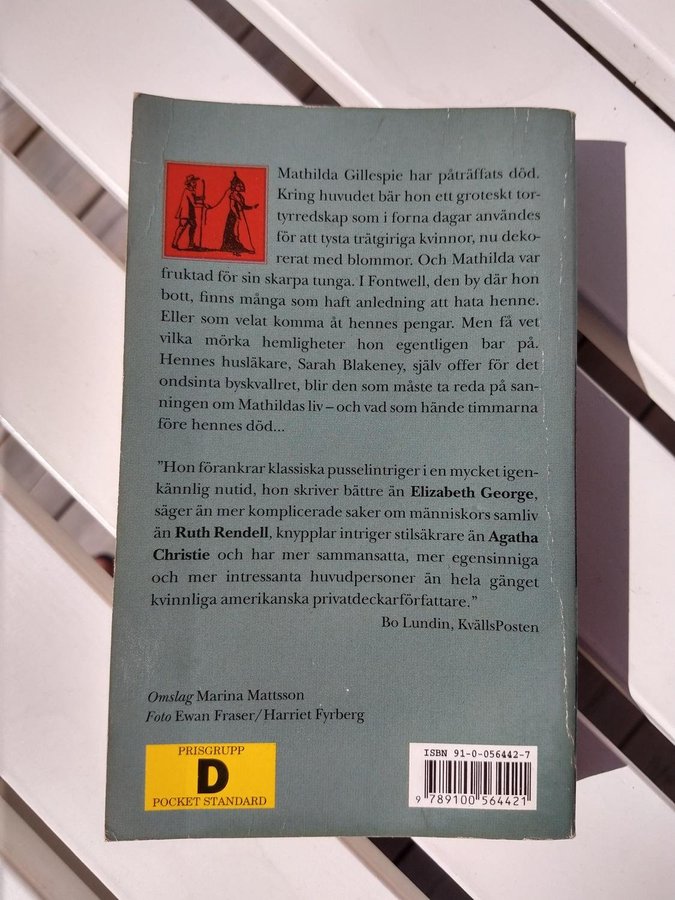 Mathilda Gillespie har påträffats död.
Kring huvudet bär hon ett groteskt tor-
tyrredskap som i forna dagar användes
för att tysta trätgiriga kvinnor, nu deko-
rerat med blommor. Och Mathilda var
fruktad för sin skarpa tunga. I Fontwell, den by där hon
bott, finns många som haft anledning att hata henne.
Eller som velat komma åt hennes pengar. Men få vet
vilka mörka hemligheter hon egentligen bar på.
Hennes husläkare, Sarah Blakeney, själv offer för det
ondsinta byskvallret, blir den som måste ta reda på san-
ningen om Mathildas liv – och vad som hände timmarna
före hennes död...
”Hon förankrar klassiska pusselintriger i en mycket igen-
kännlig nutid, hon skriver bättre än Elizabeth George,
säger än mer komplicerade saker om människors samliv
än Ruth Rendell, knypplar intriger stilsäkrare än Agatha
Christie och har mer sammansatta, mer egensinniga
och mer intressanta huvudpersoner än hela gänget
kvinnliga amerikanska privatdeckarförfattare.”
Bo Lundin, KvällsPosten
Omslag Marina Mattsson
Foto Ewan Fraser/Harriet Fyrberg
PRISGRUPP
D
POCKET STANDARD
ISBN 91-0-056442-7
9 789100 564421